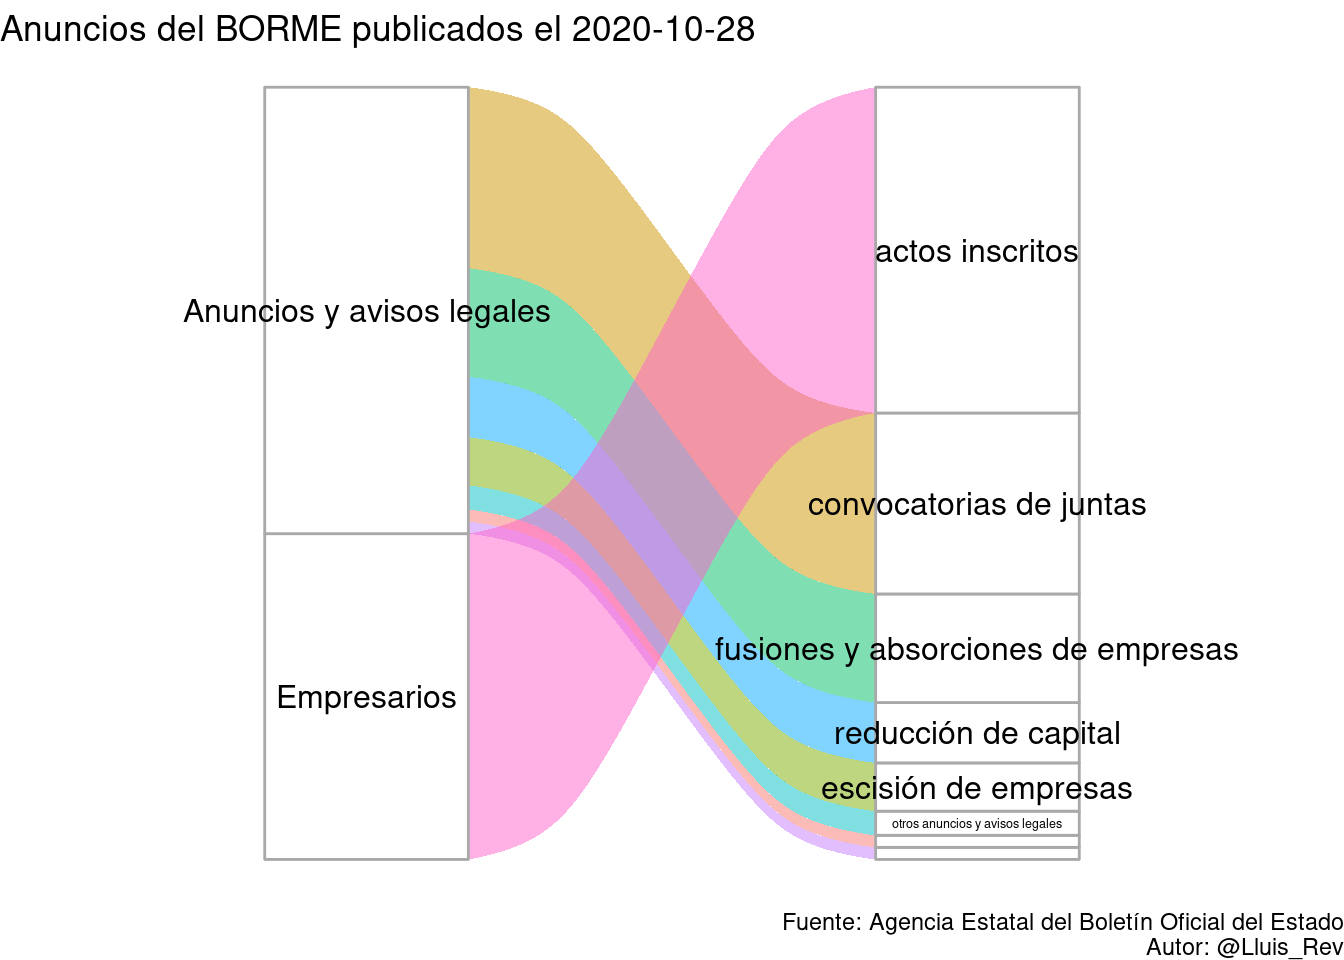 Anuncios del BORME publicados el 2020-10-28
actos inscritos
Anuncios y avisos legales
convocatorias de juntas
fusiones y absorciones de empresas
Empresarios
reducción de capital
escisión de empresas
otros anuncios y avisos legales
Fuente: Agencia Estatal del Boletín Oficial del Estado
Autor: @Lluis_Rev